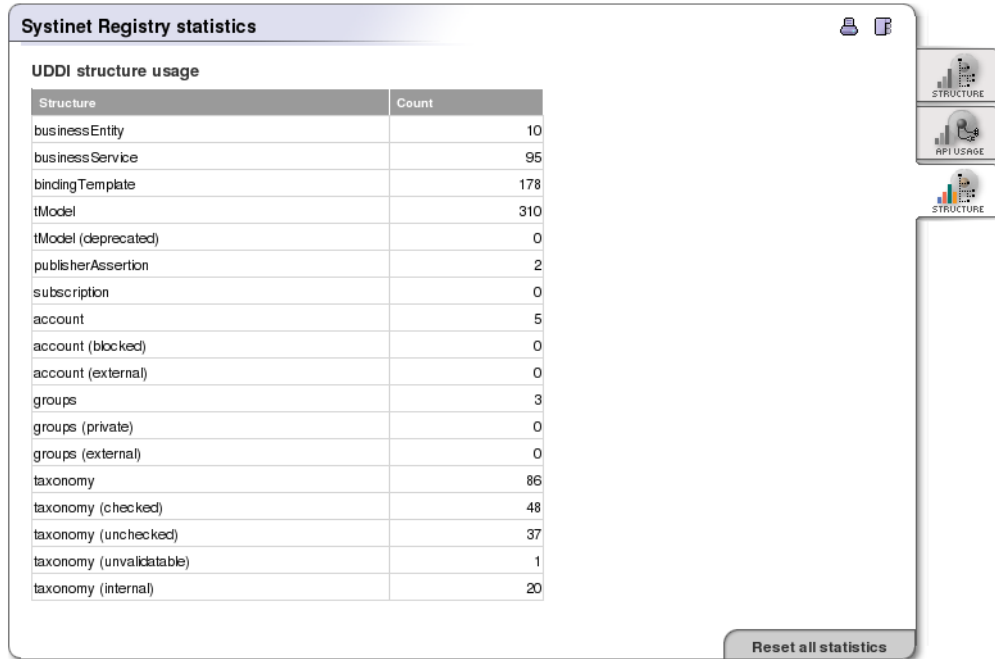 Systinet Registry statistics
UDDI structure usage
Structure Count
businessEntity 10
businessService 95
bindingTemplate 178
tModel 310
tModel (deprecated) 0
publisherAssertion 2
subscription 0
account 5
account (blocked) 0
account (external) 0
groups 3
groups (private) 0
groups (external) 0
taxonomy 86
taxonomy (checked) 48
taxonomy (unchecked) 37
taxonomy (unvalidatable) 1
taxonomy (internal) 20
Reset all statistics
STRUCTURE
API USAGE
STRUCTURE